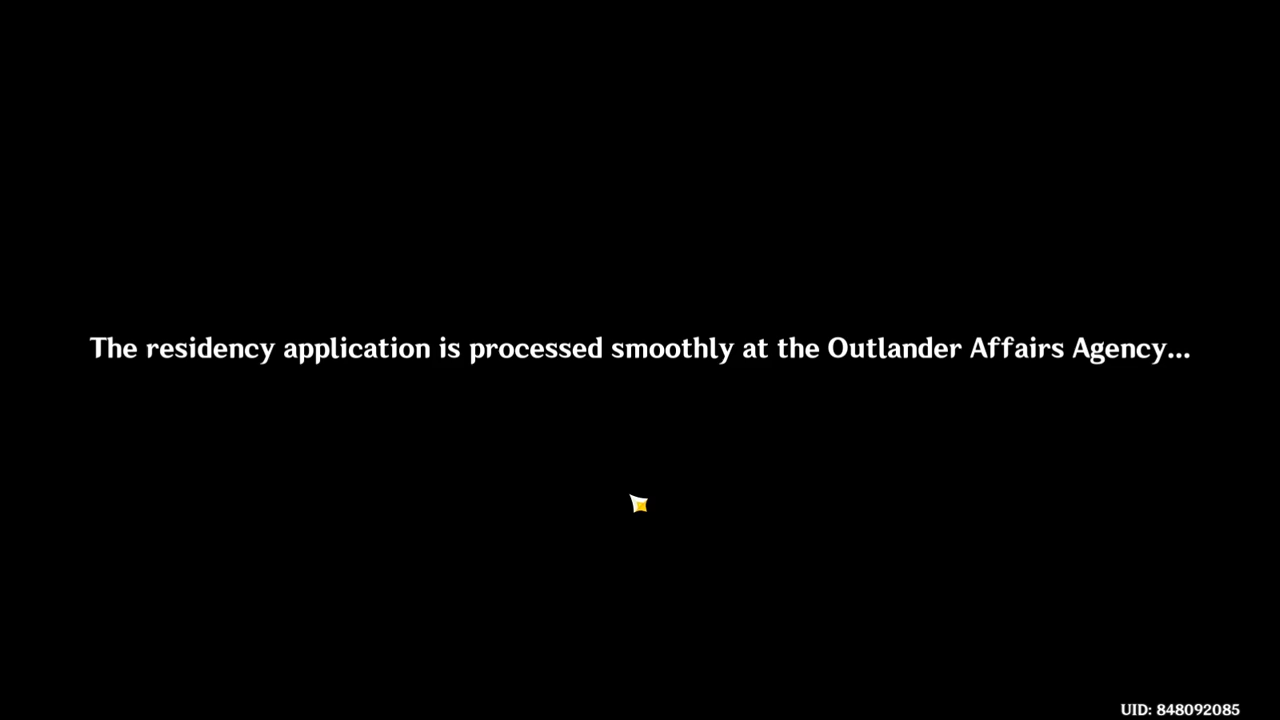 The residency application is processed smoothly at the Outlander Affairs Agency...
UID: 848092085